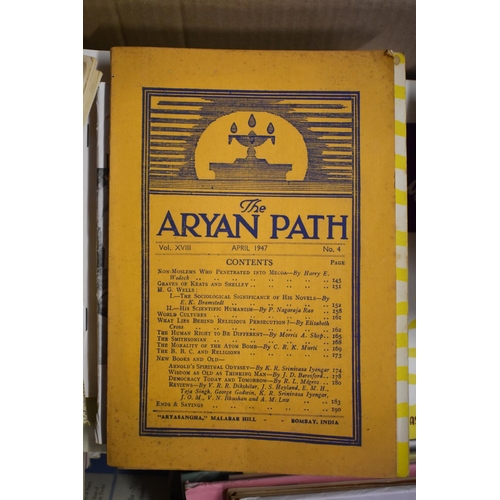 The
ARYAN PATH
Vol. XVIII APRIL 1947 No. 4
CONTENTS PAGE
Non-Moslems Who Penetrated into Mecca—By Harry E.
Wedeck .. .. .. .. .. .. 145
Graves of Keats and Shelley .. .. .. .. .. 151
H. G. Wells:
I.—The Sociological Significance of His Novels—By
E. K. Bramstedt .. .. .. .. .. 152
II.—His Scientific Humanism—By P. Nagaraja Rao .. 158
World Cultures .. .. .. .. .. .. 161
What Lies Behind Religious Persecution?—By Elizabeth
Cross .. .. .. .. .. .. 162
The Human Right to Be Different—By Morris A. Skop.. 165
The Smithsonian .. .. .. .. .. .. 168
The Morality of the Atom Bomb—By C. R. K. Murti .. 169
The B. B. C. and Religions .. .. .. .. .. 173
New Books and Old—
Arnold's Spiritual Odyssey—By K. R. Srinivasa Iyengar 174
Wisdom as Old as Thinking Man—By J. D. Beresford.. 178
Democracy Today and Tomorrow—By R. L. Mégroz .. 180
Reviews—By V. R. R. Dikshitar, J. S. Hoyland, E. M. H.,
Teja Singh, George Godwin, K. R. Srinivasa Iyengar,
J. O. M., V. N. Bhushan and A. M. Low .. .. 183
Ends & Sayings .. .. .. .. .. .. 190
"ARYASANGHA," MALABAR HILL - - BOMBAY, INDIA